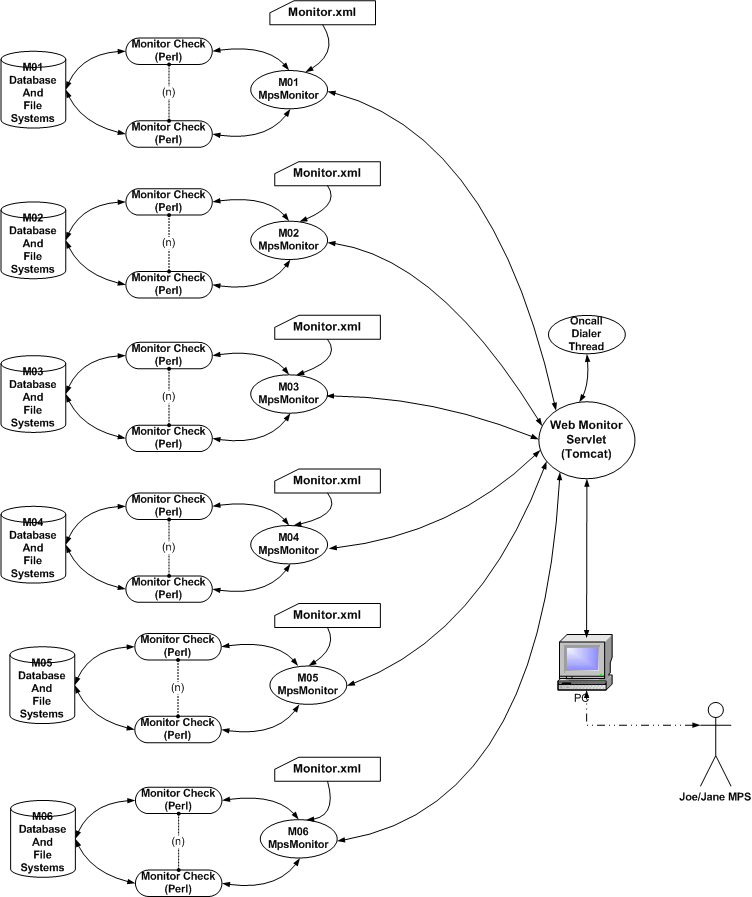 Monitor.xml
Monitor Check
(Perl)
M01
Database
And
File
Systems
(n)
M01
MpsMonitor
Monitor Check
(Perl)
Monitor.xml
Monitor Check
(Perl)
M02
Database
And
File
Systems
(n)
M02
MpsMonitor
Monitor Check
(Perl)
Monitor.xml
Oncall
Dialer
Thread
Monitor Check
(Perl)
M03
Database
And
File
Systems
(n)
M03
MpsMonitor
Monitor Check
(Perl)
Web Monitor
Servlet
(Tomcat)
Monitor.xml
Monitor Check
(Perl)
M04
Database
And
File
Systems
(n)
M04
MpsMonitor
Monitor Check
(Perl)
Monitor.xml
Monitor Check
(Perl)
M05
Database
And
File
Systems
(n)
M05
MpsMonitor
Monitor Check
(Perl)
PC
Joe/Jane MPS
Monitor.xml
Monitor Check
(Perl)
M06
Database
And
File
Systems
(n)
M06
MpsMonitor
Monitor Check
(Perl)